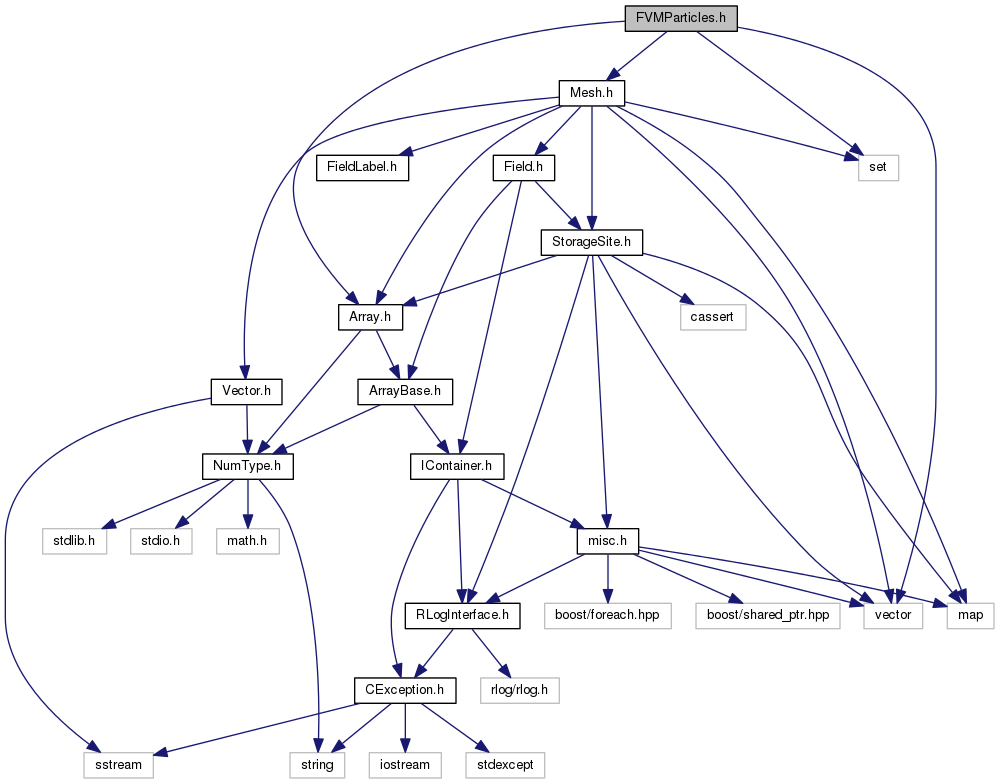 FVMParticles.h
Mesh.h
FieldLabel.h
Field.h
set
StorageSite.h
Array.h
cassert
Vector.h
ArrayBase.h
NumType.h
IContainer.h
stdlib.h
stdio.h
math.h
misc.h
RLogInterface.h
boost/foreach.hpp
boost/shared_ptr.hpp
vector
map
CException.h
rlog/rlog.h
sstream
string
iostream
stdexcept